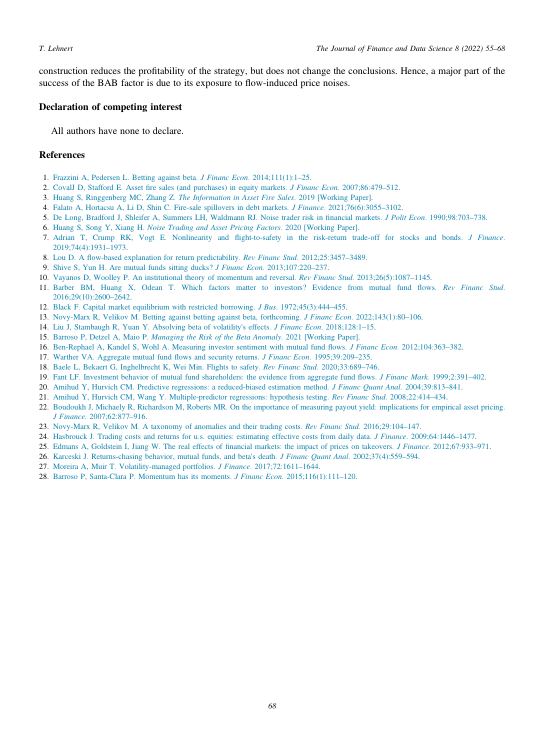 T. Lehnert The Journal of Finance and Data Science 8 (2022) 55–68
construction reduces the profitability of the strategy, but does not change the conclusions. Hence, a major part of the
success of the BAB factor is due to its exposure to flow-induced price noises.
Declaration of competing interest
All authors have none to declare.
References
1. Frazzini A, Pedersen L. Betting against beta. J Financ Econ. 2014;111(1):1–25.
2. CovalJ D, Stafford E. Asset fire sales (and purchases) in equity markets. J Financ Econ. 2007;86:479–512.
3. Huang S, Ringgenberg MC, Zhang Z. The Information in Asset Fire Sales. 2019 [Working Paper].
4. Falato A, Hortacsu A, Li D, Shin C. Fire-sale spillovers in debt markets. J Finance. 2021;76(6):3055–3102.
5. De Long, Bradford J, Shleifer A, Summers LH, Waldmann RJ. Noise trader risk in financial markets. J Polit Econ. 1990;98:703–738.
6. Huang S, Song Y, Xiang H. Noise Trading and Asset Pricing Factors. 2020 [Working Paper].
7. Adrian T, Crump RK, Vogt E. Nonlinearity and flight-to-safety in the risk-return trade-off for stocks and bonds. J Finance.
2019;74(4):1931–1973.
8. Lou D. A flow-based explanation for return predictability. Rev Financ Stud. 2012;25:3457–3489.
9. Shive S, Yun H. Are mutual funds sitting ducks? J Financ Econ. 2013;107:220–237.
10. Vayanos D, Woolley P. An institutional theory of momentum and reversal. Rev Financ Stud. 2013;26(5):1087–1145.
11. Barber BM, Huang X, Odean T. Which factors matter to investors? Evidence from mutual fund flows. Rev Financ Stud.
2016;29(10):2600–2642.
12. Black F. Capital market equilibrium with restricted borrowing. J Bus. 1972;45(3):444–455.
13. Novy-Marx R, Velikov M. Betting against betting against beta, forthcoming. J Financ Econ. 2022;143(1):80–106.
14. Liu J, Stambaugh R, Yuan Y. Absolving beta of volatility's effects. J Financ Econ. 2018;128:1–15.
15. Barroso P, Detzel A, Maio P. Managing the Risk of the Beta Anomaly. 2021 [Working Paper].
16. Ben-Rephael A, Kandel S, Wohl A. Measuring investor sentiment with mutual fund flows. J Financ Econ. 2012;104:363–382.
17. Warther VA. Aggregate mutual fund flows and security returns. J Financ Econ. 1995;39:209–235.
18. Baele L, Bekaert G, Inghelbrecht K, Wei Min. Flights to safety. Rev Financ Stud. 2020;33:689–746.
19. Fant LF. Investment behavior of mutual fund shareholders: the evidence from aggregate fund flows. J Financ Mark. 1999;2:391–402.
20. Amihud Y, Hurvich CM. Predictive regressions: a reduced-biased estimation method. J Financ Quant Anal. 2004;39:813–841.
21. Amihud Y, Hurvich CM, Wang Y. Multiple-predictor regressions: hypothesis testing. Rev Financ Stud. 2008;22:414–434.
22. Boudoukh J, Michaely R, Richardson M, Roberts MR. On the importance of measuring payout yield: implications for empirical asset pricing.
J Finance. 2007;62:877–916.
23. Novy-Marx R, Velikov M. A taxonomy of anomalies and their trading costs. Rev Financ Stud. 2016;29:104–147.
24. Hasbrouck J. Trading costs and returns for u.s. equities: estimating effective costs from daily data. J Finance. 2009;64:1446–1477.
25. Edmans A, Goldstein I, Jiang W. The real effects of financial markets: the impact of prices on takeovers. J Finance. 2012;67:933–971.
26. Karceski J. Returns-chasing behavior, mutual funds, and beta's death. J Financ Quant Anal. 2002;37(4):559–594.
27. Moreira A, Muir T. Volatility-managed portfolios. J Finance. 2017;72:1611–1644.
28. Barroso P, Santa-Clara P. Momentum has its moments. J Financ Econ. 2015;116(1):111–120.
68